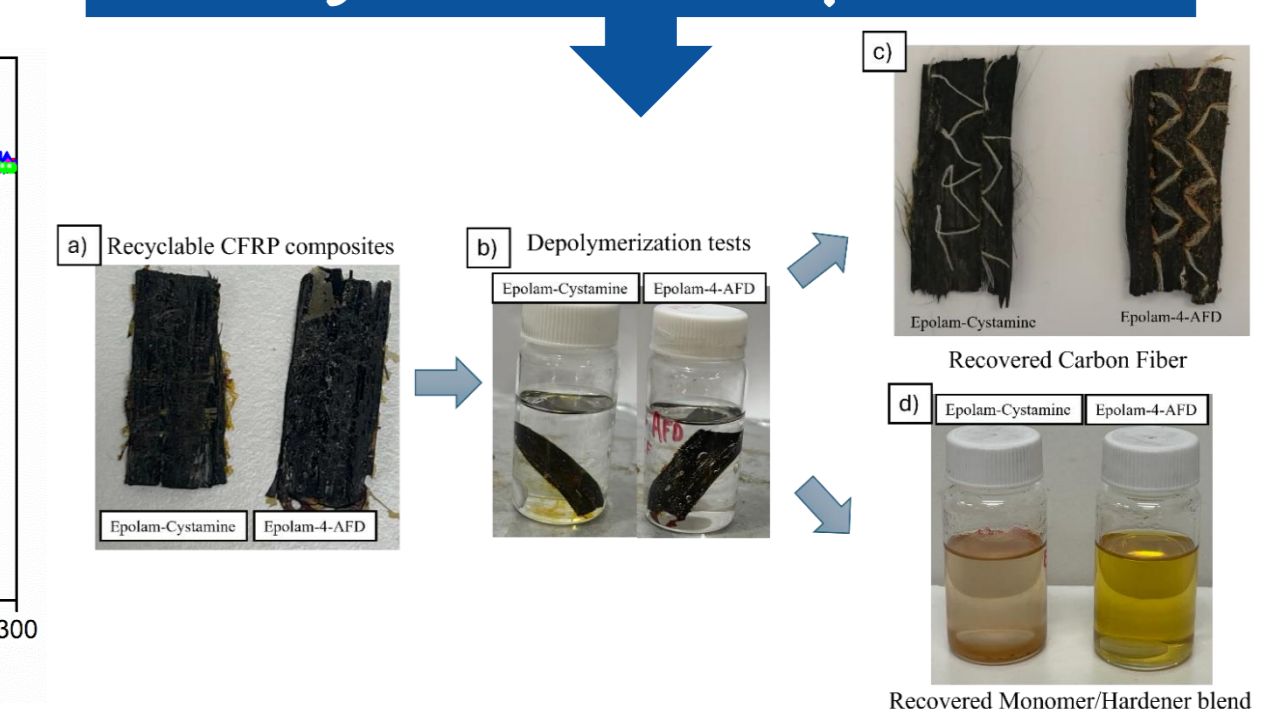 c)
Epolam-Cystamine
Epolam-4-AFD
Recovered Carbon Fiber
a)
Recyclable CFRP composites
Epolam-Cystamine
Epolam-4-AFD
b)
Depolymerization tests
Epolam-Cystamine
Epolam-4-AFD
AFD
d)
Epolam-Cystamine
Epolam-4-AFD
Recovered Monomer/Hardener blend
300